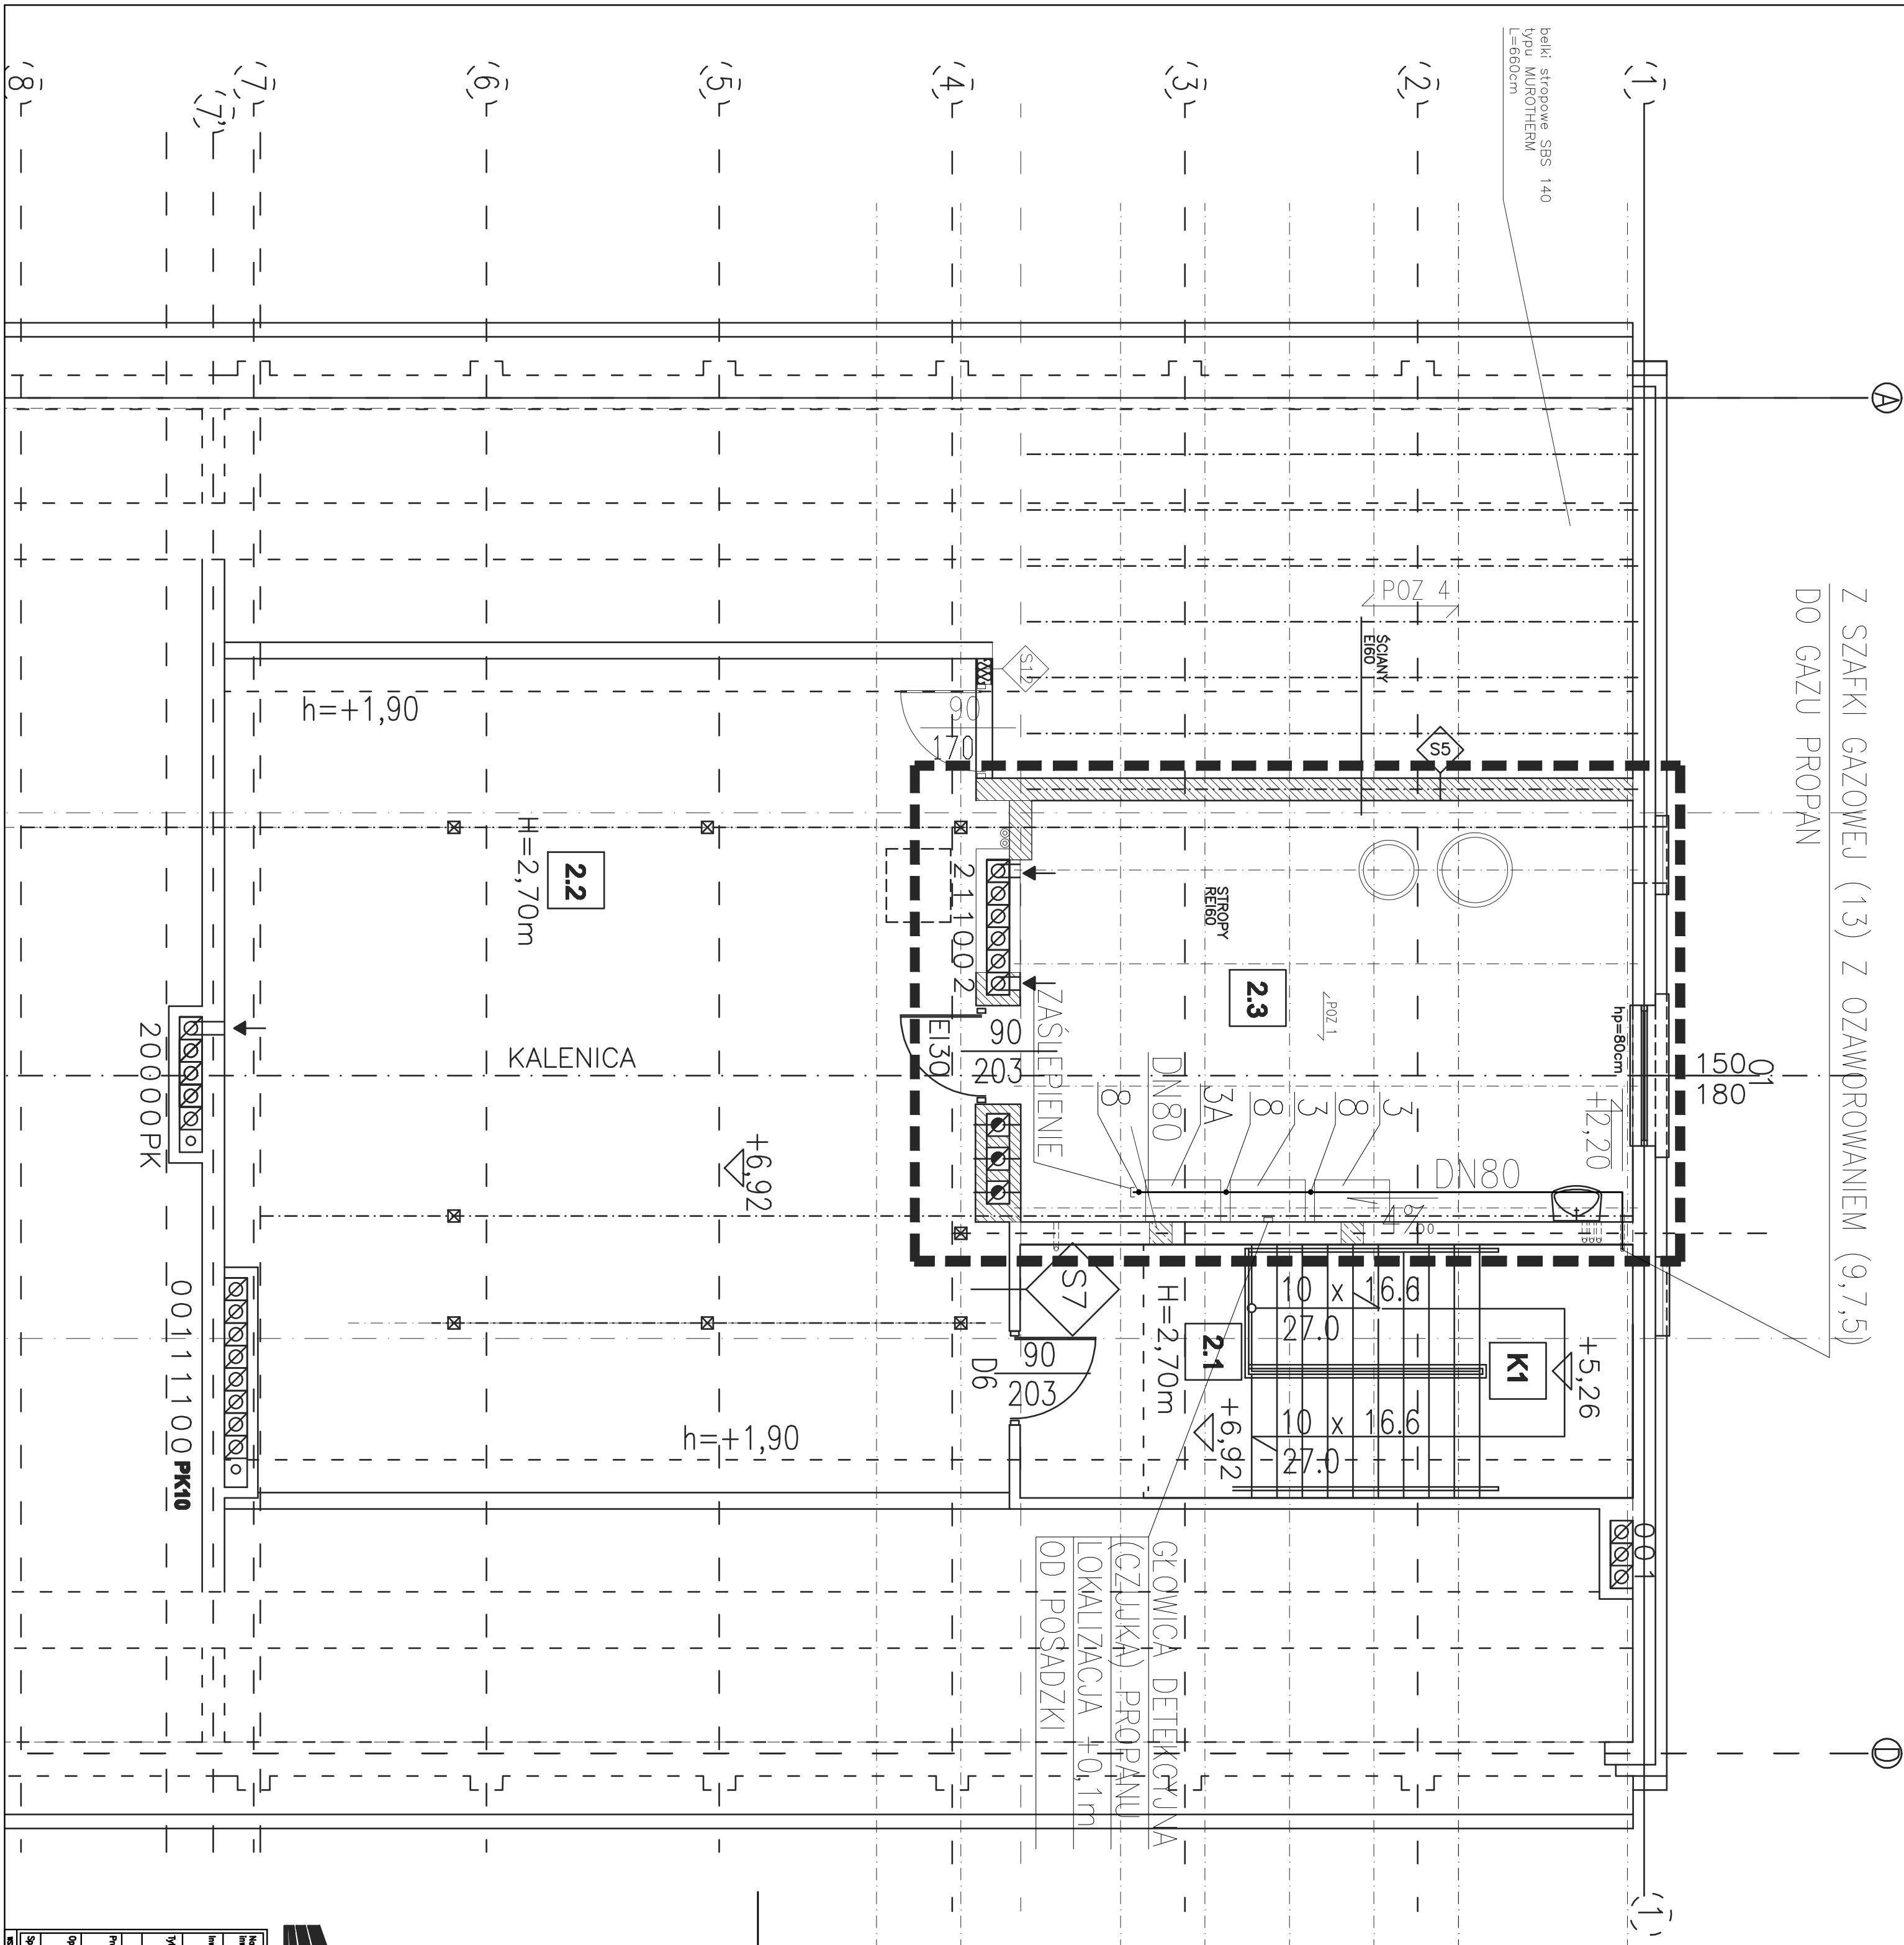 belki stropowe SBS 140
typu MUROTHERM
L=660cm
1
2
3
4
5
6
7
7'
8
A
Z SZAFKI GAZOWEJ (13) Z OZAWOROWANIEM (9,7,5)
DO GAZU PROPAN
POZ 4
ŚCIANY
EI60
S12
S5
90
170
h=+1,90
2.2
H=2,70m
2 1 1 0 0 2
STROPY
REI60
2.3
POZ 1
hp=80cm
O1
150
180
+2,20
ZAŚLEPIENIE
8
DN80
3A
8
3
8
3
DN80
4‰
90
203
EI30
KALENICA
+6,92
2 0 0 0 0 PK
S7
H=2,70m
2.1
10 x 16.6
27.0
K1
+5,26
10 x 16.6
27.0
+6,92
90
203
D6
h=+1,90
0 0 1 1 1 1 0 0 PK10
0 0 1
GŁOWICA DETEKCYJNA
(CZUJKA) PROPANU
LOKALIZACJA +0,1m
OD POSADZKI
D
1